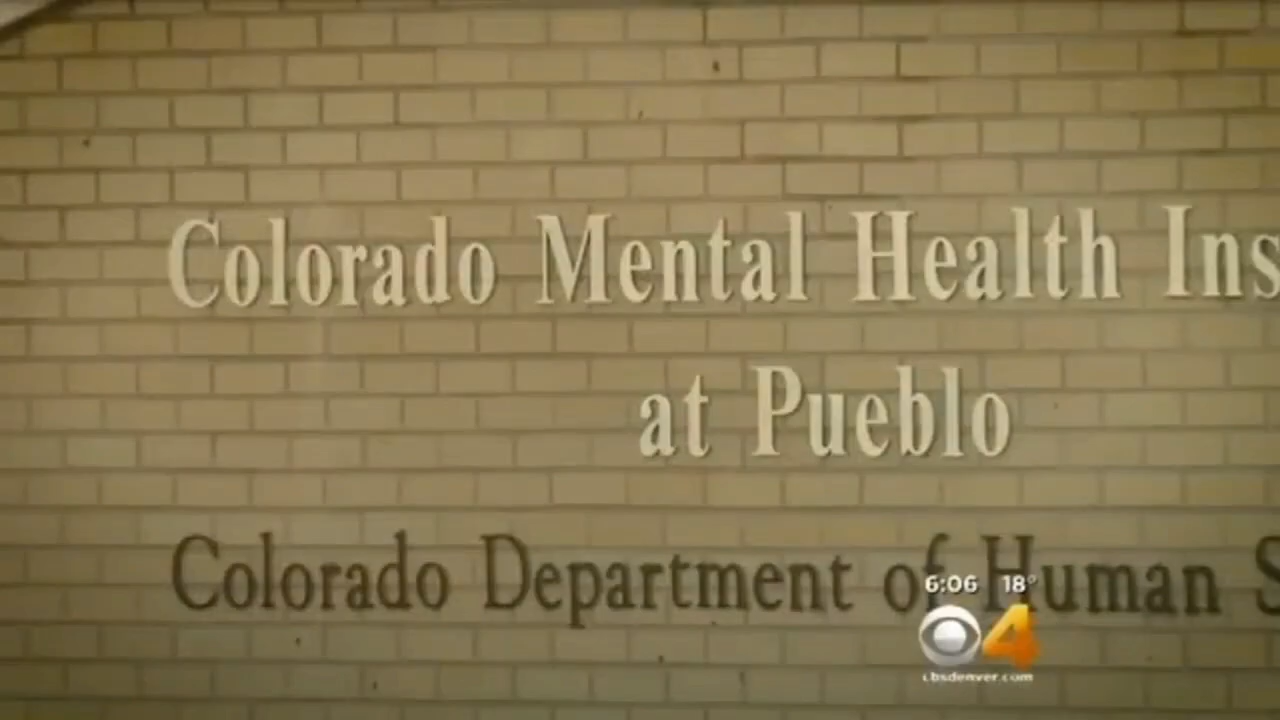 Colorado Mental Health Ins
at Pueblo
Colorado Department of Human S
6:06 18°
4
cbsdenver.com